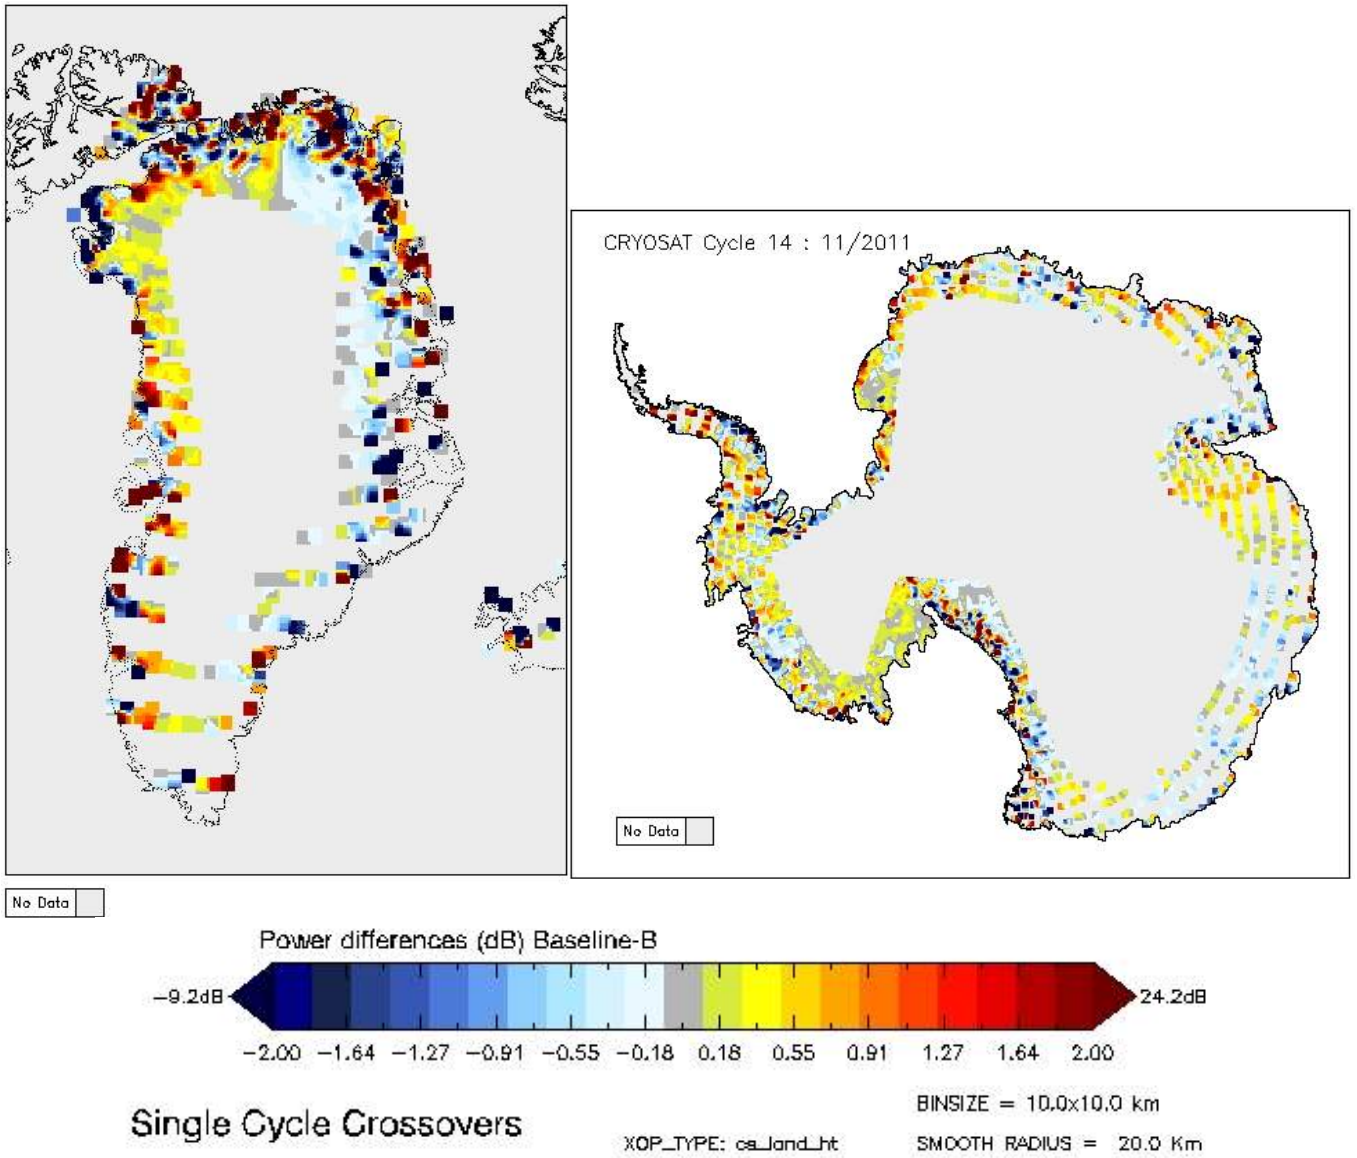 CRYOSAT Cycle 14 : 11/2011
No Data
No Data
Power differences (dB) Baseline-B
-9.2dB
24.2dB
-2.00 -1.64 -1.27 -0.91 -0.55 -0.18 0.18 0.55 0.91 1.27 1.64 2.00
Single Cycle Crossovers
BINSIZE = 10.0x10.0 km
XOP_TYPE: cs_land_ht
SMOOTH RADIUS = 20.0 Km